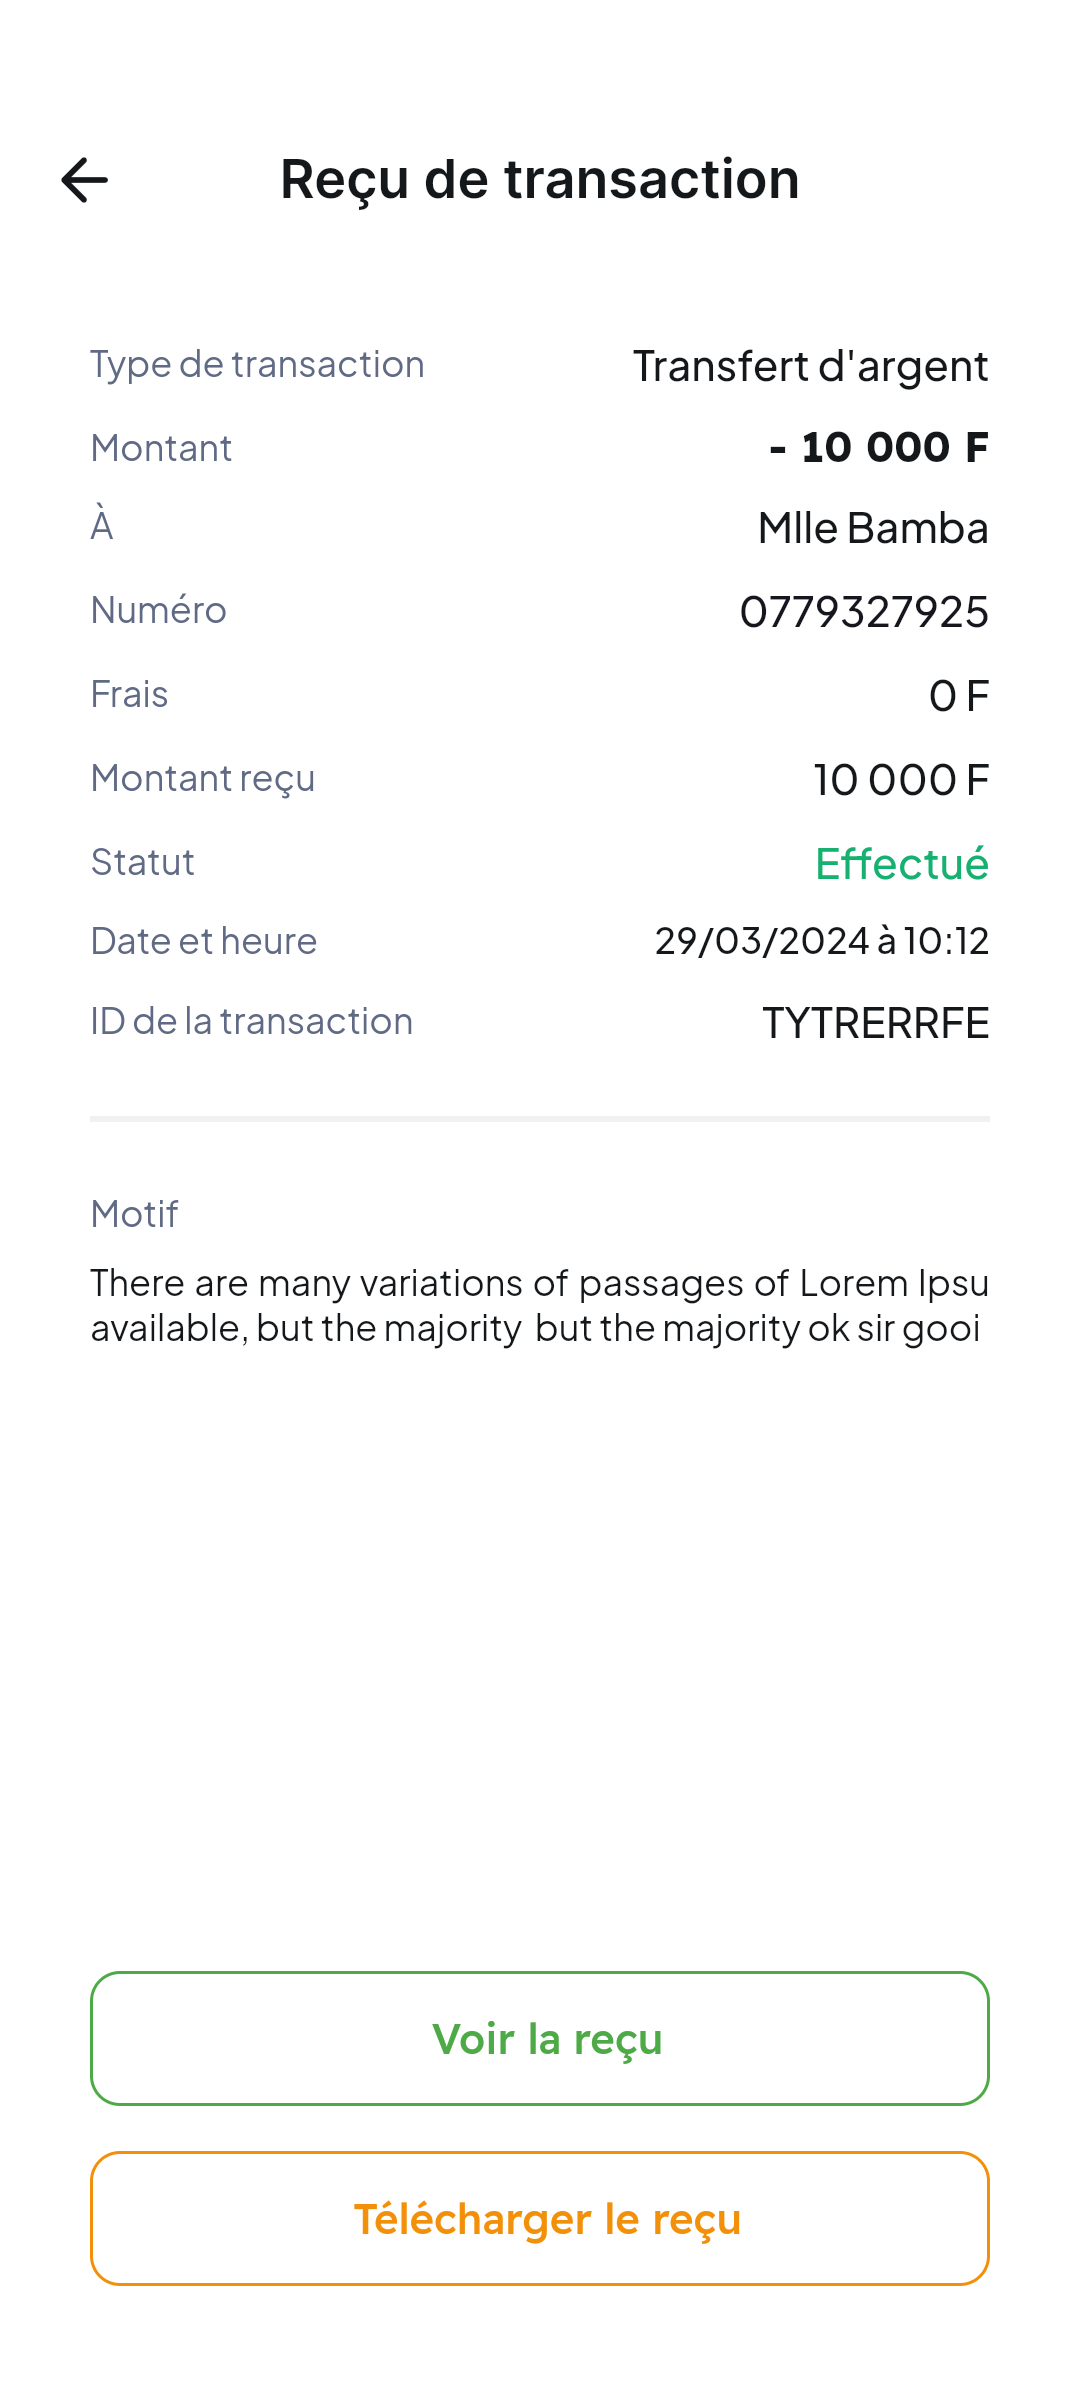 Reçu de transaction
Type de transaction Transfert d'argent
Montant - 10 000 F
À Mlle Bamba
Numéro 0779327925
Frais 0 F
Montant reçu 10 000 F
Statut Effectué
Date et heure 29/03/2024 à 10:12
ID de la transaction TYTRERRFE
Motif
There are many variations of passages of Lorem Ipsu
available, but the majority but the majority ok sir gooi
Voir la reçu
Télécharger le reçu